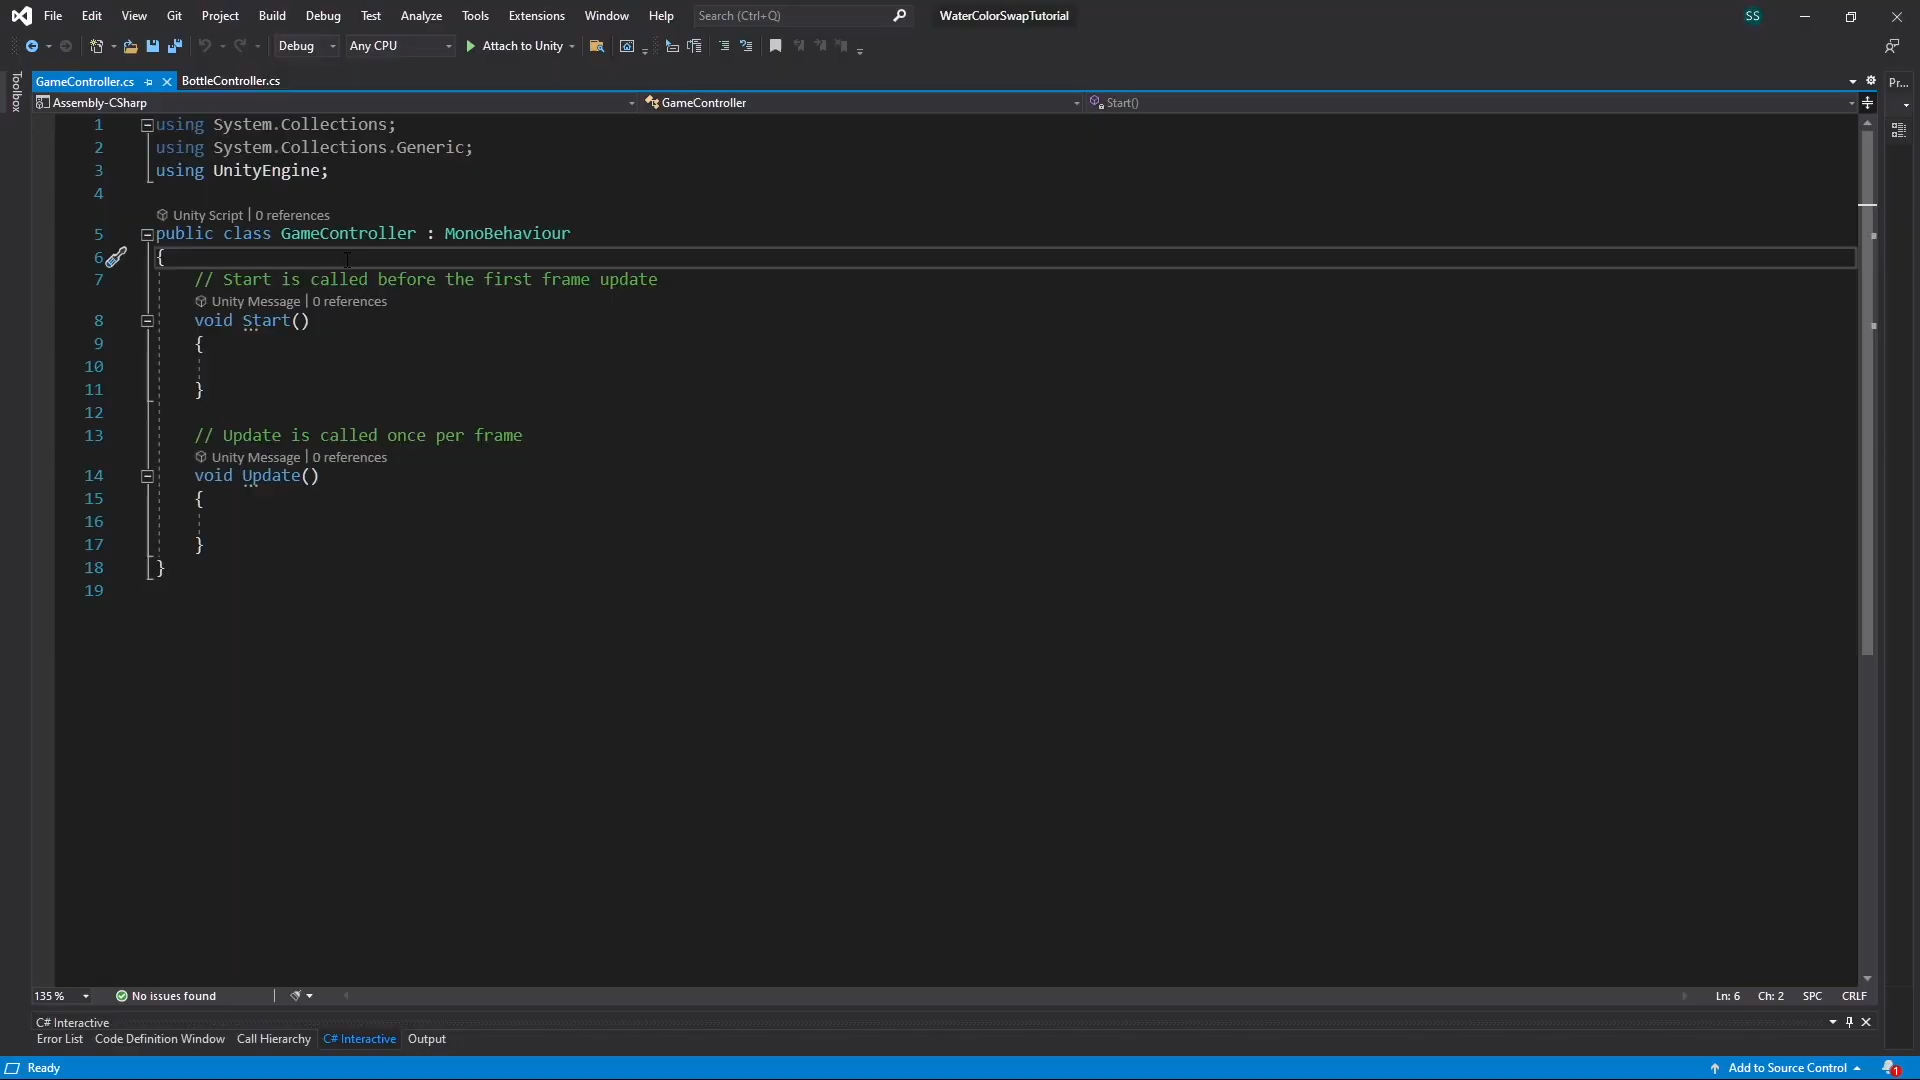 File Edit View Git Project Build Debug Test Analyze Tools Extensions Window Help Search (Ctrl+Q) WaterColorSwapTutorial SS
Debug Any CPU Attach to Unity
Toolbox
GameController.cs BottleController.cs Pr...
Assembly-CSharp GameController Start()
1 using System.Collections;
2 using System.Collections.Generic;
3 using UnityEngine;
4
Unity Script | 0 references
5 public class GameController : MonoBehaviour
6 {
7 // Start is called before the first frame update
Unity Message | 0 references
8 void Start()
9 {
10
11 }
12
13 // Update is called once per frame
Unity Message | 0 references
14 void Update()
15 {
16
17 }
18 }
19
135 % No issues found Ln: 6 Ch: 2 SPC CRLF
C# Interactive
Error List Code Definition Window Call Hierarchy C# Interactive Output
Ready Add to Source Control 1